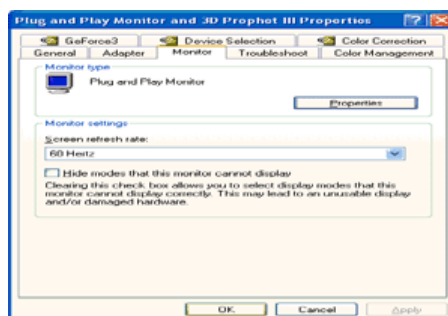 Plug and Play Monitor and 3D Prophet III Properties
GeForce3 Device Selection Color Correction
General Adapter Monitor Troubleshoot Color Management
Monitor type
Plug and Play Monitor
Properties
Monitor settings
Screen refresh rate:
60 Hertz
Hide modes that this monitor cannot display
Clearing this check box allows you to select display modes that this
monitor cannot display correctly. This may lead to an unusable display
and/or damaged hardware.
OK Cancel Apply